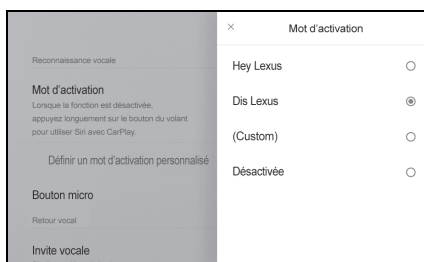 Reconnaissance vocale
Mot d'activation
Lorsque la fonction est désactivée,
appuyez longuement sur le bouton du volant
pour utiliser Siri avec CarPlay.
Définir un mot d'activation personnalisé
Bouton micro
Retour vocal
Invite vocale
Mot d'activation
Hey Lexus
Dis Lexus
(Custom)
Désactivée